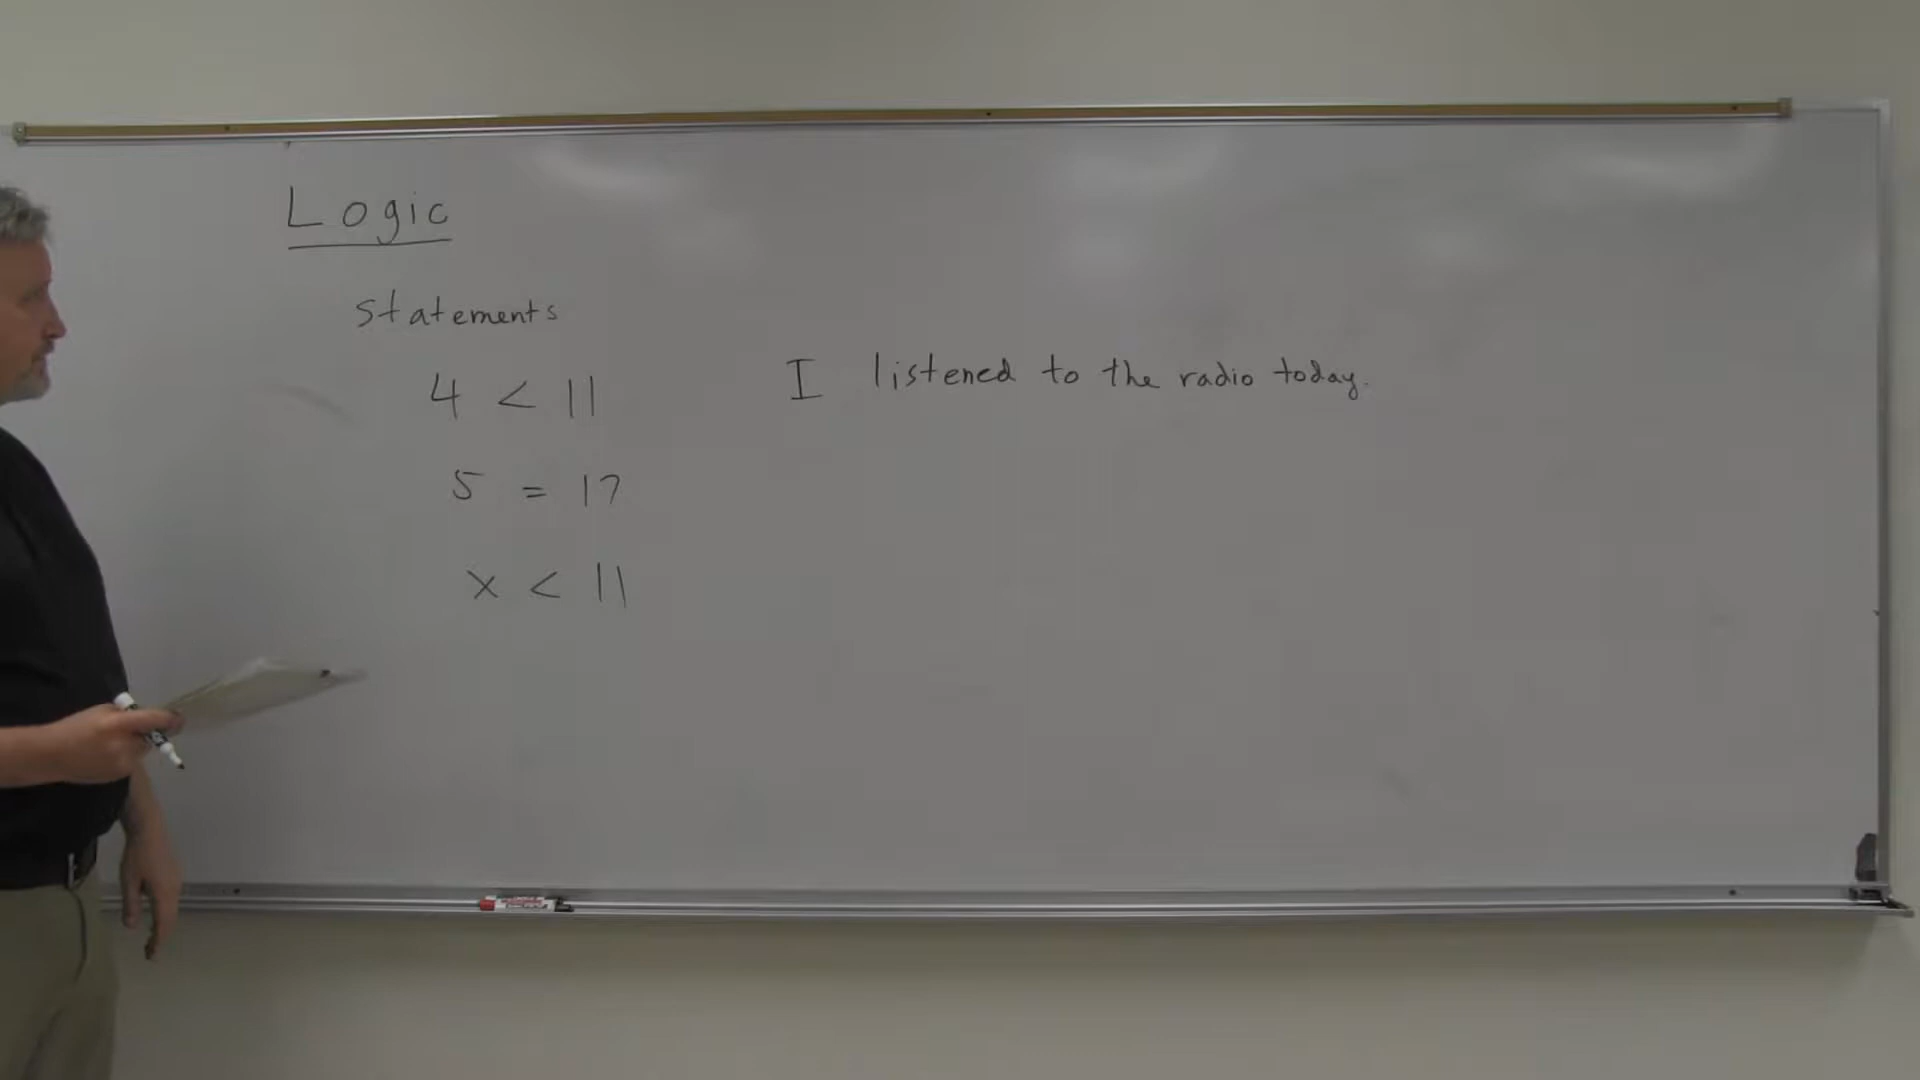 Logic
statements
4 < 11
I listened to the radio today.
5 = 17
x < 11